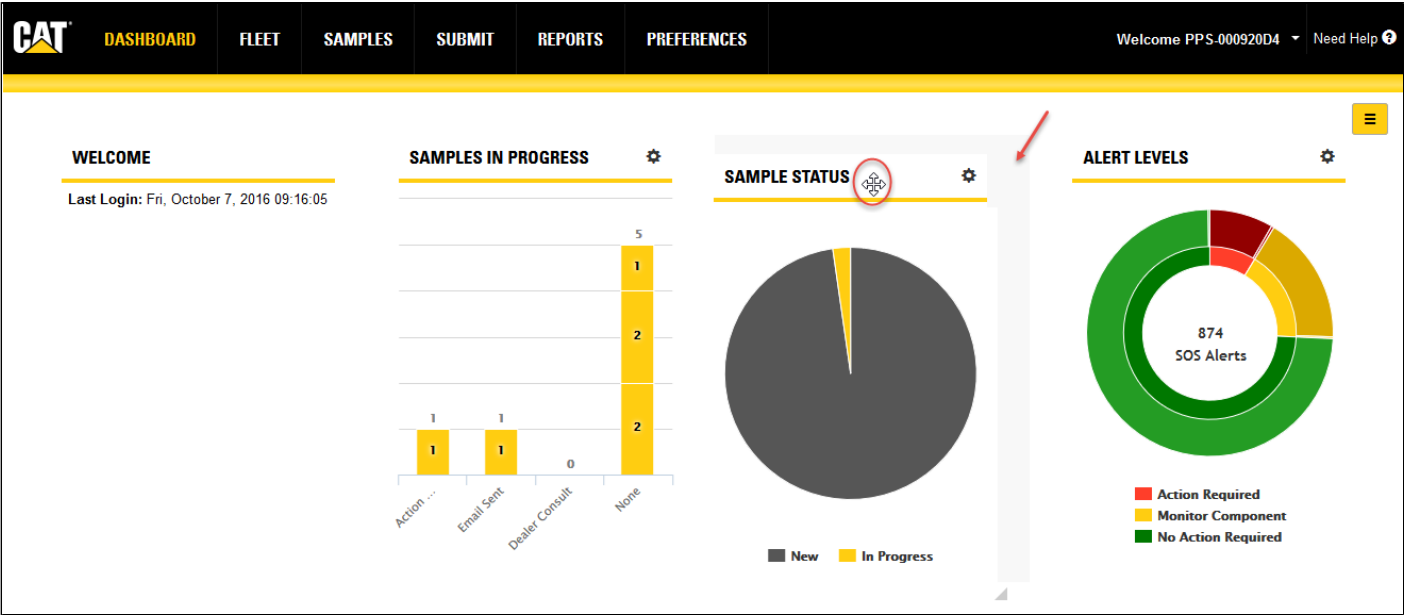 CAT
DASHBOARD FLEET SAMPLES SUBMIT REPORTS PREFERENCES Welcome PPS-000920D4 Need Help ?
WELCOME
Last Login: Fri, October 7, 2016 09:16:05
SAMPLES IN PROGRESS
5
1
2
2
1
1
1
1
0
Action ...
Email Sent
Dealer Consult
None
SAMPLE STATUS
New In Progress
ALERT LEVELS
874
SOS Alerts
Action Required
Monitor Component
No Action Required